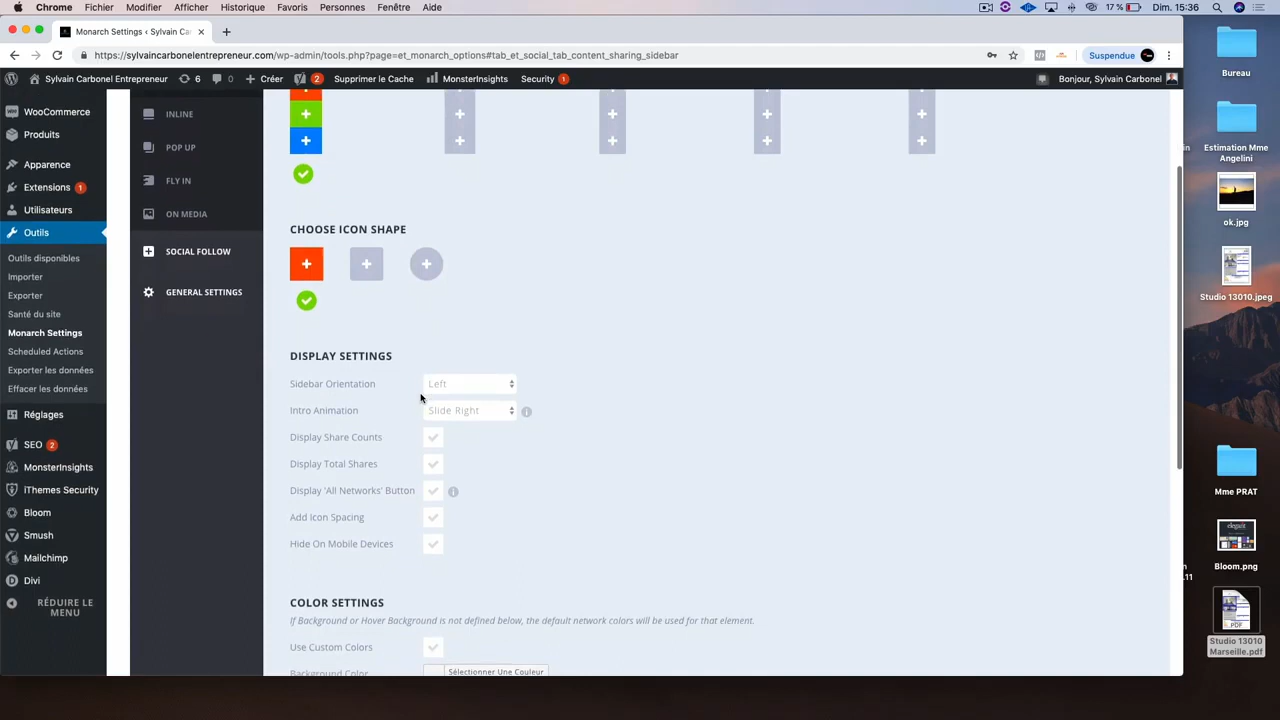 Chrome Fichier Modifier Afficher Historique Favoris Personnes Fenêtre Aide 17 % Dim. 15:36
Monarch Settings ‹ Sylvain Ca
https://sylvaincarbonelentrepreneur.com/wp-admin/tools.php?page=et_monarch_options#tab_et_social_tab_content_sharing_sidebar
Suspendue
Sylvain Carbonel Entrepreneur 6 0 Créer 2 Supprimer le Cache MonsterInsights Security 1 Bonjour, Sylvain Carbonel
WooCommerce
Produits
Apparence
Extensions 1
Utilisateurs
Outils
Outils disponibles
Importer
Exporter
Santé du site
Monarch Settings
Scheduled Actions
Exporter les données
Effacer les données
Réglages
SEO 2
MonsterInsights
iThemes Security
Bloom
Smush
Mailchimp
Divi
RÉDUIRE LE
MENU
INLINE
POP UP
FLY IN
ON MEDIA
SOCIAL FOLLOW
GENERAL SETTINGS
CHOOSE ICON SHAPE
DISPLAY SETTINGS
Sidebar Orientation Left
Intro Animation Slide Right
Display Share Counts
Display Total Shares
Display 'All Networks' Button
Add Icon Spacing
Hide On Mobile Devices
COLOR SETTINGS
If Background or Hover Background is not defined below, the default network colors will be used for that element.
Use Custom Colors
Background Color Sélectionner Une Couleur
Bureau
Estimation Mme
Angelini
ok.jpg
Studio 13010.jpeg
Mme PRAT
Bloom.png
Studio 13010
Marseille.pdf